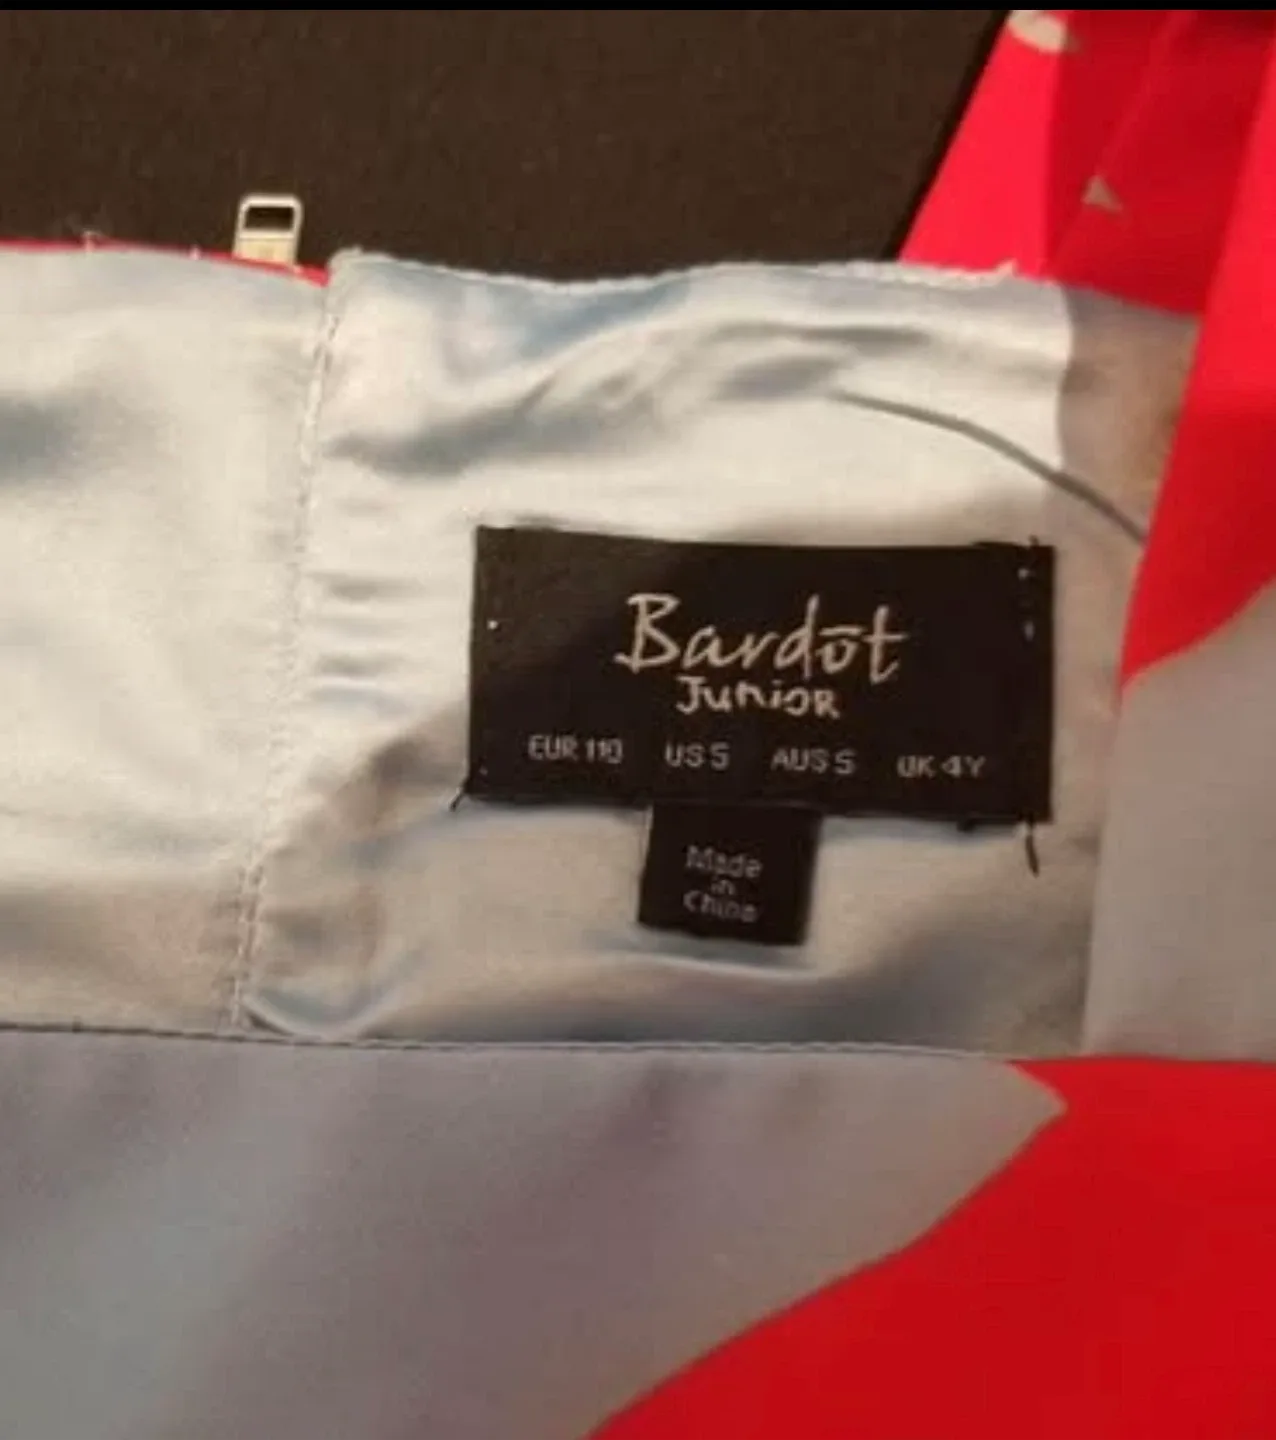 Bardōt
Junior
EUR 110 US 5 AUS 5 UK 4Y
Made
in
China